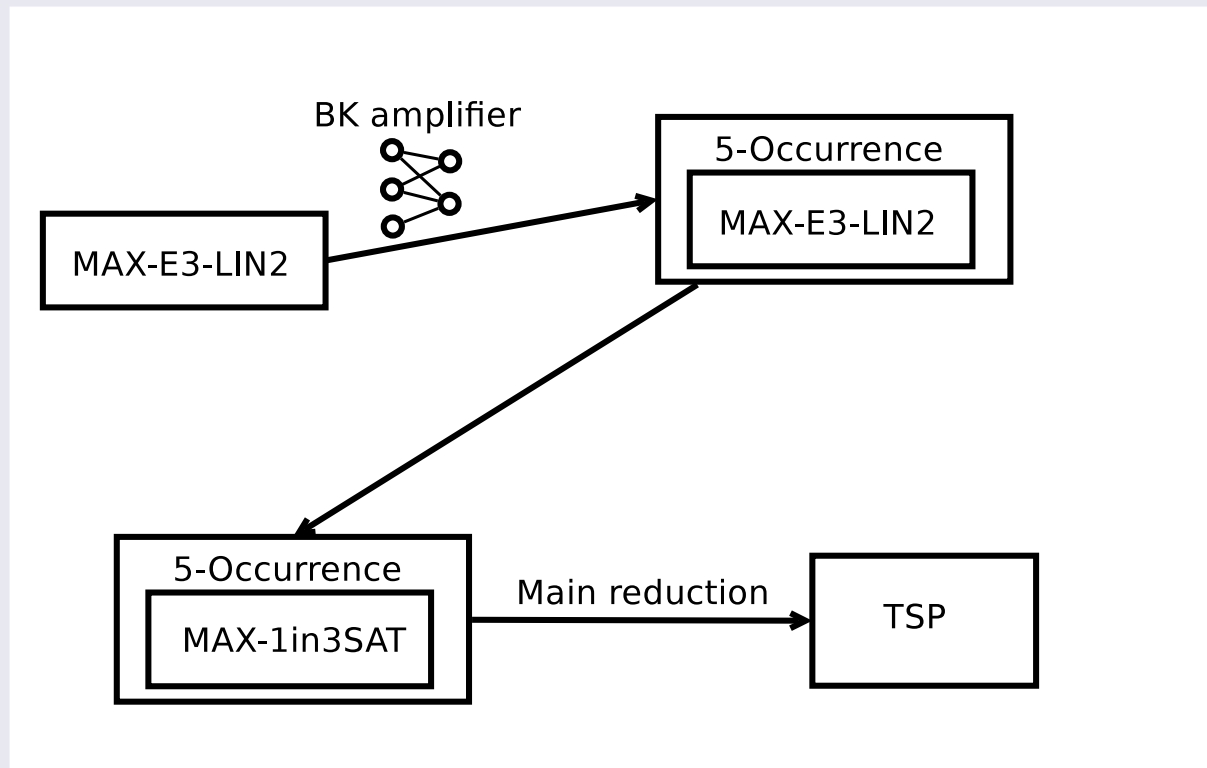 BK amplifier
MAX-E3-LIN2
5-Occurrence
MAX-E3-LIN2
5-Occurrence
MAX-1in3SAT
Main reduction
TSP